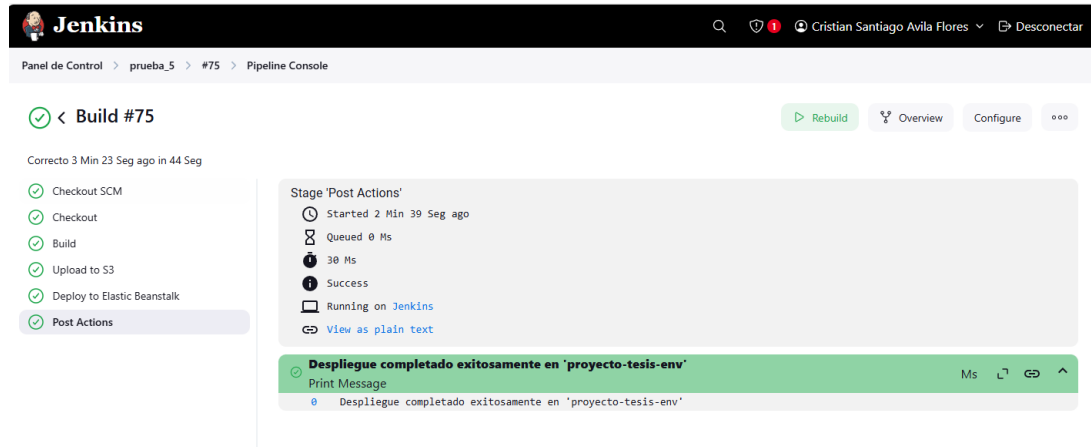 Jenkins
1 Cristian Santiago Avila Flores Desconectar
Panel de Control > prueba_5 > #75 > Pipeline Console
Build #75
Rebuild Overview Configure
Correcto 3 Min 23 Seg ago in 44 Seg
Checkout SCM
Checkout
Build
Upload to S3
Deploy to Elastic Beanstalk
Post Actions
Stage 'Post Actions'
Started 2 Min 39 Seg ago
Queued 0 Ms
30 Ms
Success
Running on Jenkins
View as plain text
Despliegue completado exitosamente en 'proyecto-tesis-env'
Print Message
Ms
0 Despliegue completado exitosamente en 'proyecto-tesis-env'